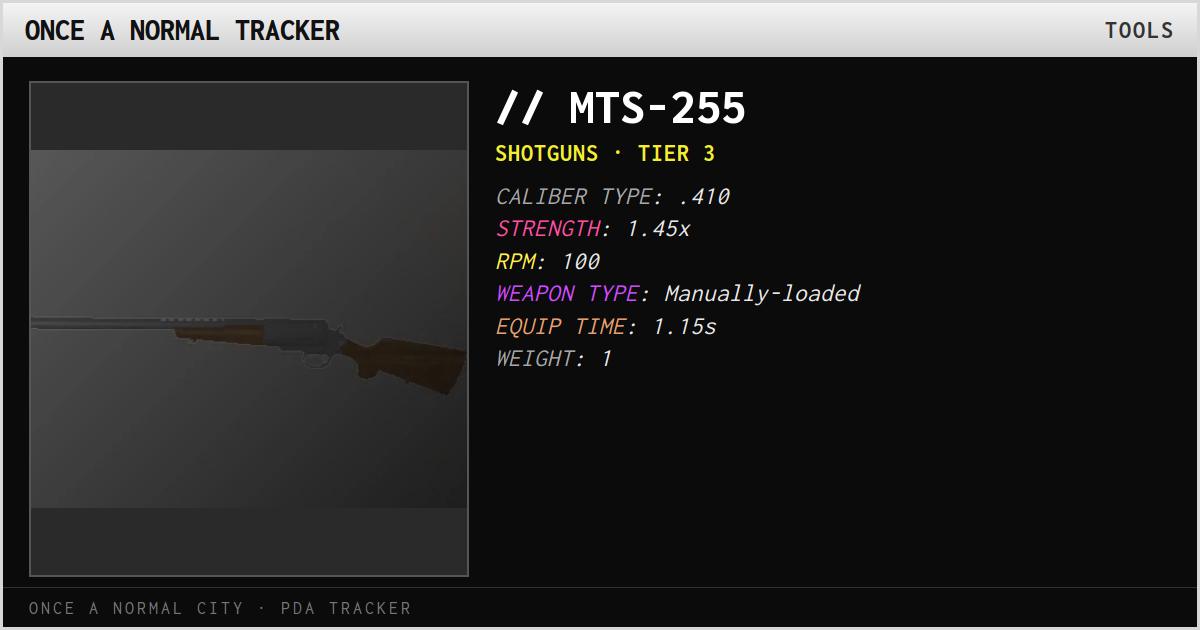 ONCE A NORMAL TRACKER
TOOLS
// MTS-255
SHOTGUNS · TIER 3
CALIBER TYPE: .410
STRENGTH: 1.45x
RPM: 100
WEAPON TYPE: Manually-loaded
EQUIP TIME: 1.15s
WEIGHT: 1
ONCE A NORMAL CITY · PDA TRACKER